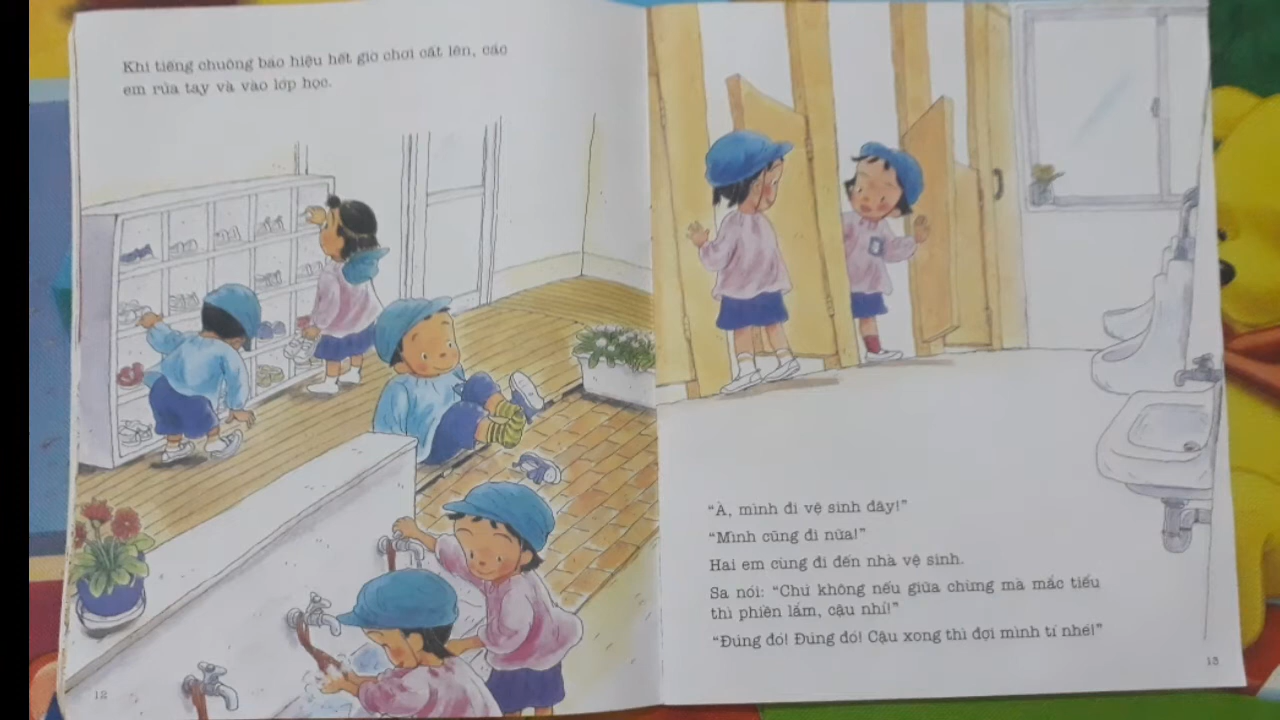 Khi tiếng chuông báo hiệu hết giờ chơi cất lên, các
em rửa tay và vào lớp học.
12
“À, mình đi vệ sinh đây!”
“Mình cũng đi nữa!”
Hai em cùng đi đến nhà vệ sinh.
Sa nói: “Chứ không nếu giữa chừng mà mắc tiểu
thì phiền lắm, cậu nhỉ!”
“Đúng đó! Đúng đó! Cậu xong thì đợi mình tí nhé!”
13